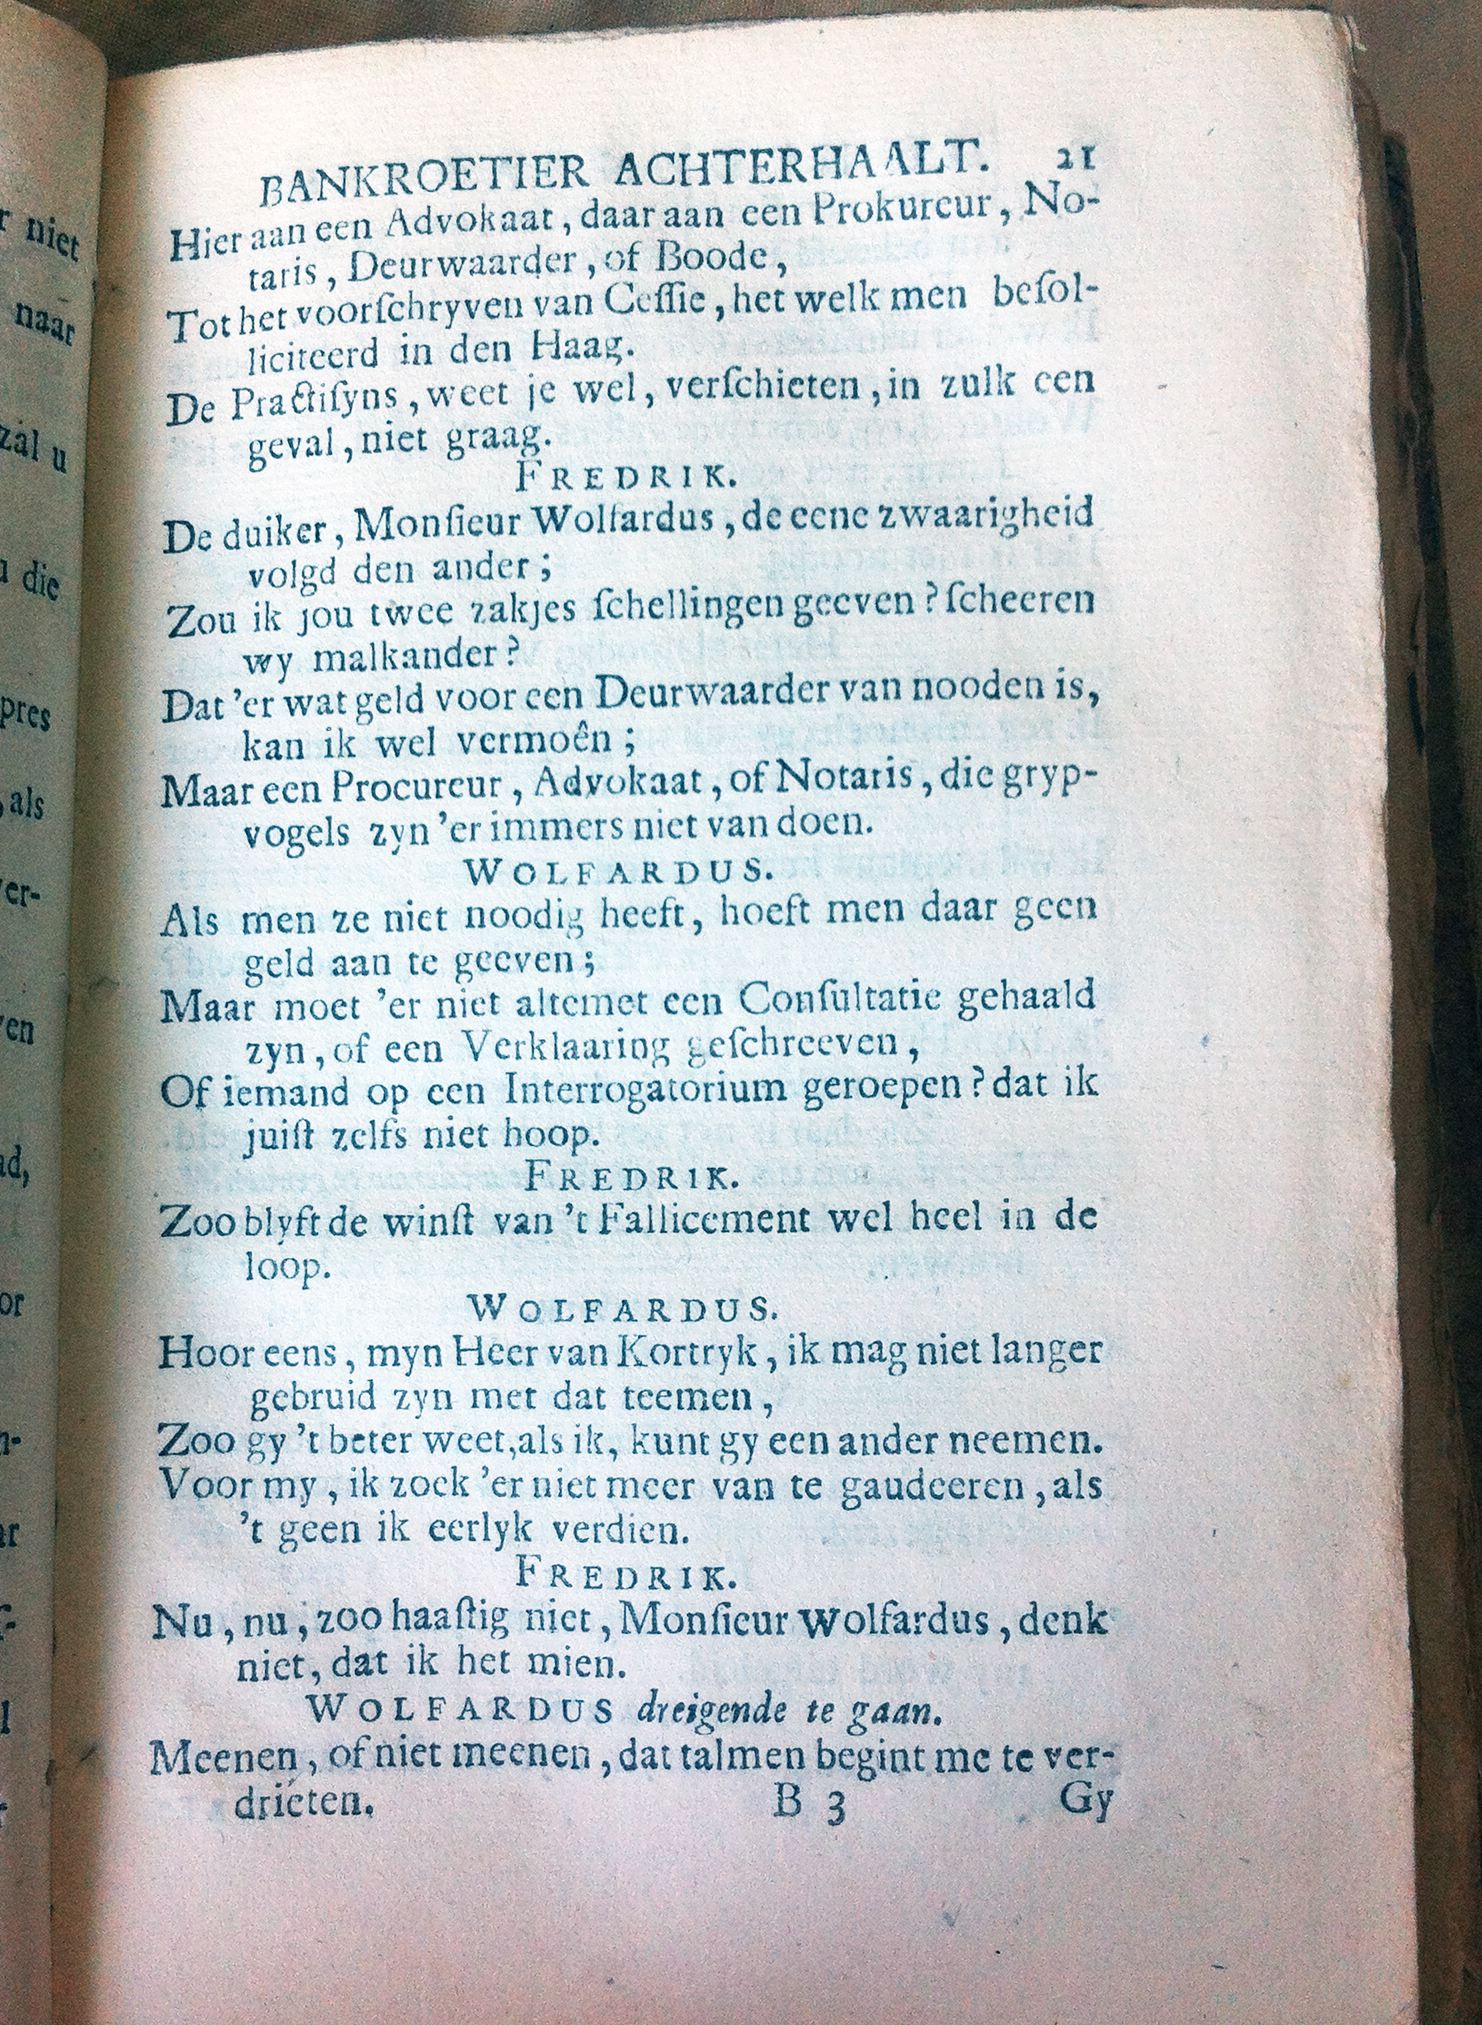 BANKROETIER ACHTERHAALT. 21
Hier aan een Advokaat, daar aan een Prokureur, No-
taris, Deurwaarder, of Boode,
Tot het voorſchryven van Ceſſie, het welk men beſol-
liciteerd in den Haag.
De Practiſyns, weet je wel, verſchieten, in zulk een
geval, niet graag.
FREDRIK.
De duiker, Monſieur Wolfardus, de eene zwaarigheid
volgd den ander;
Zou ik jou twee zakjes ſchellingen geeven? ſcheeren
wy malkander?
Dat 'er wat geld voor een Deurwaarder van nooden is,
kan ik wel vermoên;
Maar een Procureur, Advokaat, of Notaris, die gryp-
vogels zyn 'er immers niet van doen.
WOLFARDUS.
Als men ze niet noodig heeft, hoeft men daar geen
geld aan te geeven;
Maar moet 'er niet altemet een Conſultatie gehaald
zyn, of een Verklaaring geſchreeven,
Of iemand op een Interrogatorium geroepen? dat ik
juiſt zelfs niet hoop.
FREDRIK.
Zoo blyft de winſt van 't Fallicement wel heel in de
loop.
WOLFARDUS.
Hoor eens, myn Heer van Kortryk, ik mag niet langer
gebruid zyn met dat teemen,
Zoo gy 't beter weet, als ik, kunt gy een ander neemen.
Voor my, ik zoek 'er niet meer van te gaudeeren, als
't geen ik eerlyk verdien.
FREDRIK.
Nu, nu, zoo haaſtig niet, Monſieur Wolfardus, denk
niet, dat ik het mien.
WOLFARDUS dreigende te gaan.
Meenen, of niet meenen, dat talmen begint me te ver-
drieten. B 3 Gy
r niet
naar
zal u
die
pres
als
ver-
en
or